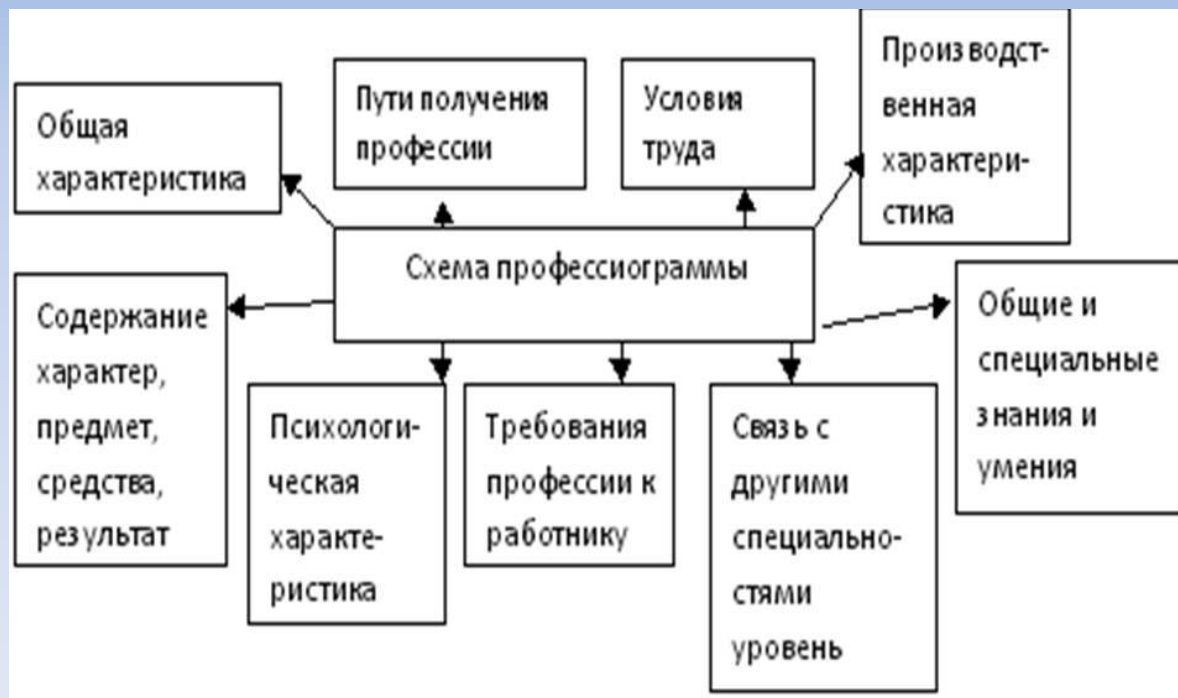 Общая
характеристика
Пути получения
профессии
Условия
труда
Производст-
венная
характери-
стика
Схема профессиограммы
Содержание
характер,
предмет,
средства,
результат
Психологи-
ческая
характе-
ристика
Требования
профессии к
работнику
Связь с
другими
специально-
стями
уровень
Общие и
специальные
знания и
умения